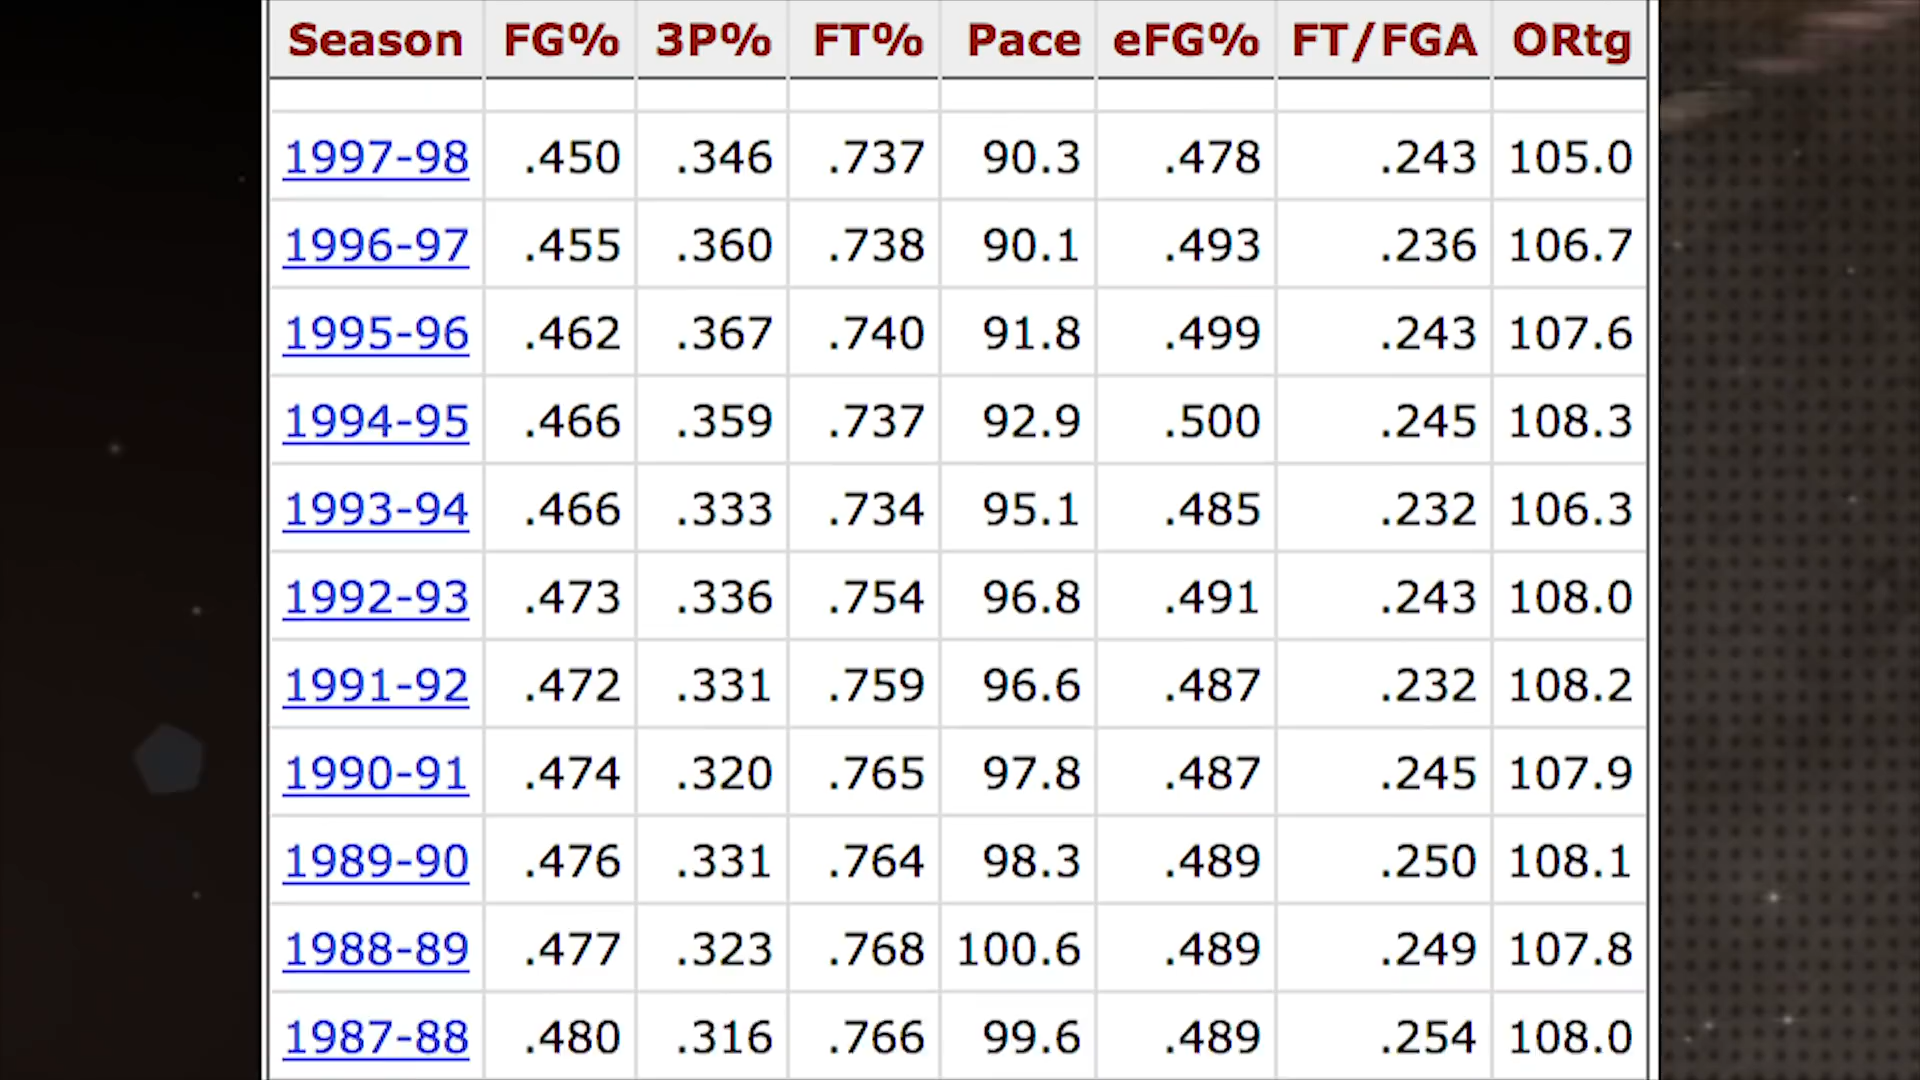 Season FG% 3P% FT% Pace eFG% FT/FGA ORtg
1997-98 .450 .346 .737 90.3 .478 .243 105.0
1996-97 .455 .360 .738 90.1 .493 .236 106.7
1995-96 .462 .367 .740 91.8 .499 .243 107.6
1994-95 .466 .359 .737 92.9 .500 .245 108.3
1993-94 .466 .333 .734 95.1 .485 .232 106.3
1992-93 .473 .336 .754 96.8 .491 .243 108.0
1991-92 .472 .331 .759 96.6 .487 .232 108.2
1990-91 .474 .320 .765 97.8 .487 .245 107.9
1989-90 .476 .331 .764 98.3 .489 .250 108.1
1988-89 .477 .323 .768 100.6 .489 .249 107.8
1987-88 .480 .316 .766 99.6 .489 .254 108.0